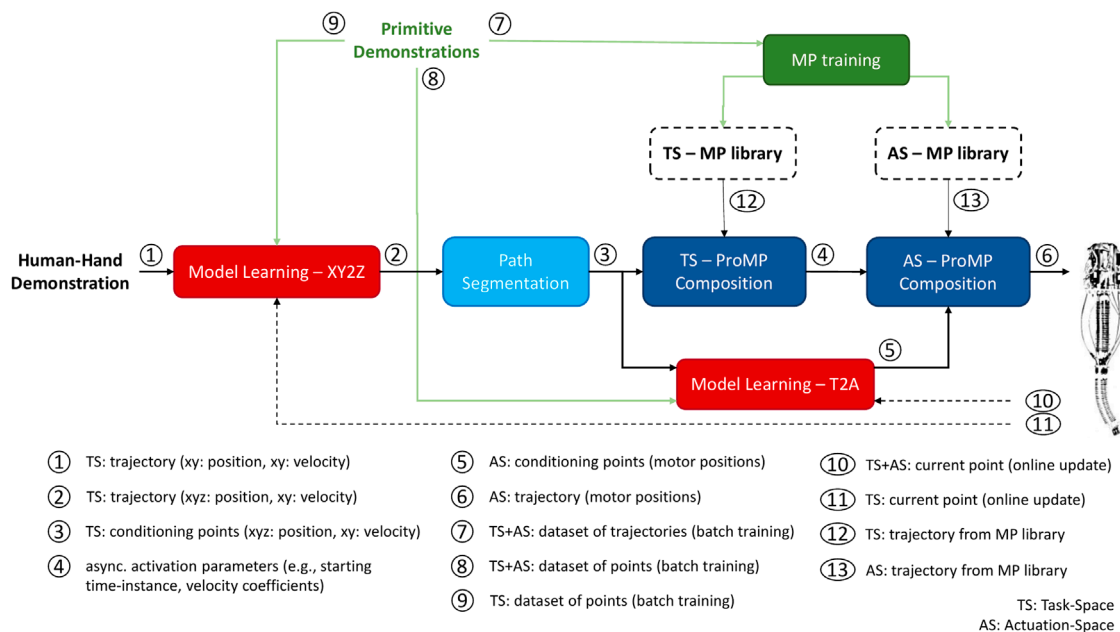 ⑨
Primitive
Demonstrations
⑦
⑧
MP training
TS – MP library
AS – MP library
⑫
⑬
Human-Hand
Demonstration
①
Model Learning – XY2Z
②
Path
Segmentation
③
TS – ProMP
Composition
④
AS – ProMP
Composition
⑥
⑤
Model Learning – T2A
⑩
⑪
① TS: trajectory (xy: position, xy: velocity)
② TS: trajectory (xyz: position, xy: velocity)
③ TS: conditioning points (xyz: position, xy: velocity)
④ async. activation parameters (e.g., starting
time-instance, velocity coefficients)
⑤ AS: conditioning points (motor positions)
⑥ AS: trajectory (motor positions)
⑦ TS+AS: dataset of trajectories (batch training)
⑧ TS+AS: dataset of points (batch training)
⑨ TS: dataset of points (batch training)
⑩ TS+AS: current point (online update)
⑪ TS: current point (online update)
⑫ TS: trajectory from MP library
⑬ AS: trajectory from MP library
TS: Task-Space
AS: Actuation-Space